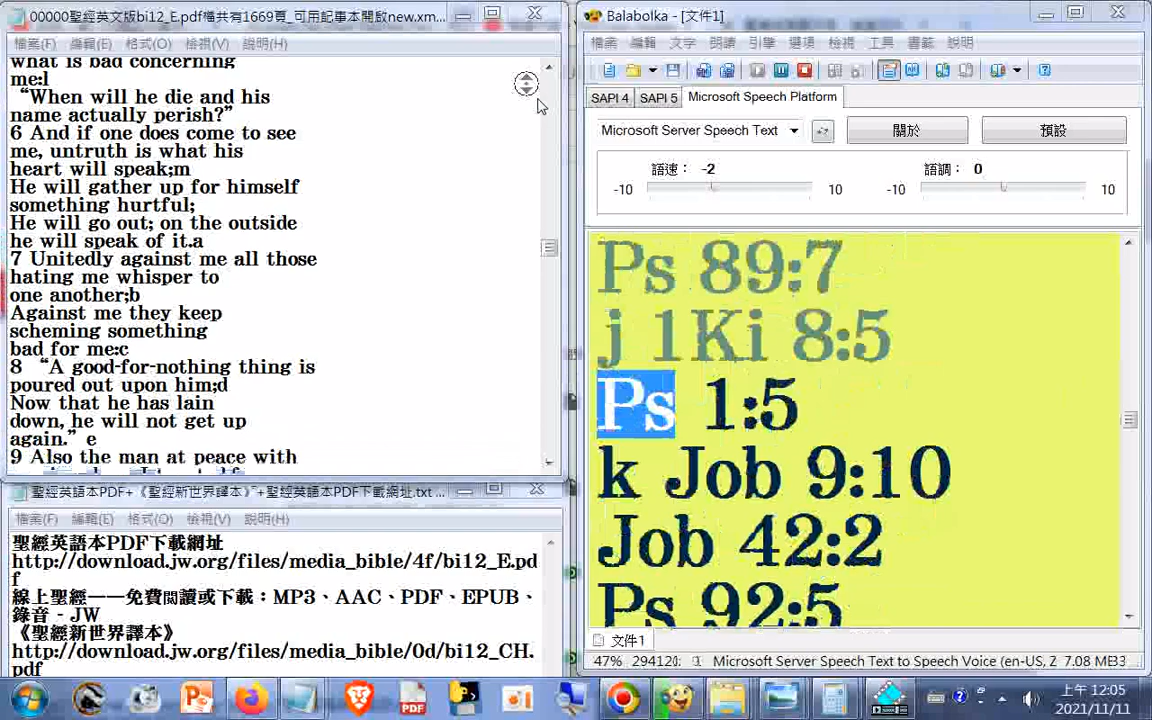 00000聖經英文版bi12_E.pdf檔共有1669頁_可用記事本開啟new.xm...
檔案(F) 編輯(E) 格式(O) 檢視(V) 說明(H)
what is bad concerning
me:l
“When will he die and his
name actually perish?”
6 And if one does come to see
me, untruth is what his
heart will speak;m
He will gather up for himself
something hurtful;
He will go out; on the outside
he will speak of it.a
7 Unitedly against me all those
hating me whisper to
one another;b
Against me they keep
scheming something
bad for me:c
8 “A good-for-nothing thing is
poured out upon him;d
Now that he has lain
down, he will not get up
again.” e
9 Also the man at peace with
聖經英語本PDF+《聖經新世界譯本》+聖經英語本PDF下載網址.txt ...
檔案(F) 編輯(E) 格式(O) 檢視(V) 說明(H)
聖經英語本PDF下載網址
http://download.jw.org/files/media_bible/4f/bi12_E.pd
f
線上聖經——免費閱讀或下載：MP3、AAC、PDF、EPUB、
錄音 - JW
《聖經新世界譯本》
http://download.jw.org/files/media_bible/0d/bi12_CH.
pdf
Balabolka - [文件1]
檔案 編輯 文字 朗讀 引擎 選項 檢視 工具 書籤 說明
SAPI 4 SAPI 5 Microsoft Speech Platform
Microsoft Server Speech Text 關於 預設
語速： -2 語調： 0
-10 10 -10 10
Ps 89:7
j 1Ki 8:5
Ps 1:5
k Job 9:10
Job 42:2
Ps 92:5
文件1
47% Microsoft Server Speech Text to Speech Voice (en-US, 7.08 MB
PDF
上午 12:05
2021/11/11